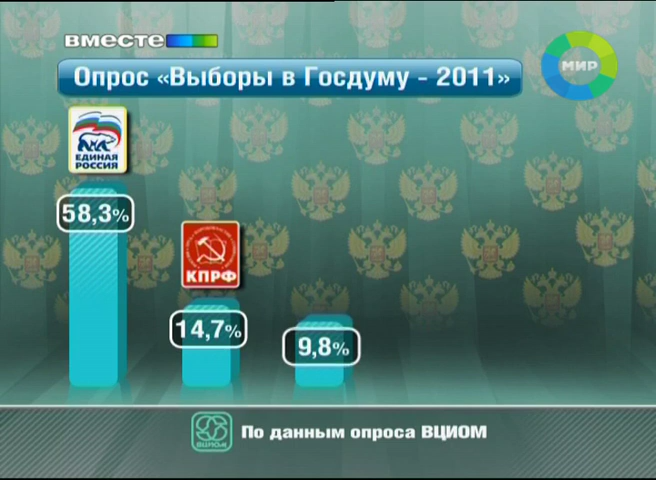 вместе
Опрос «Выборы в Госдуму - 2011»
МИР
ЕДИНАЯ
РОССИЯ
58,3%
КПРФ
14,7%
9,8%
ВЦИОМ
По данным опроса ВЦИОМ